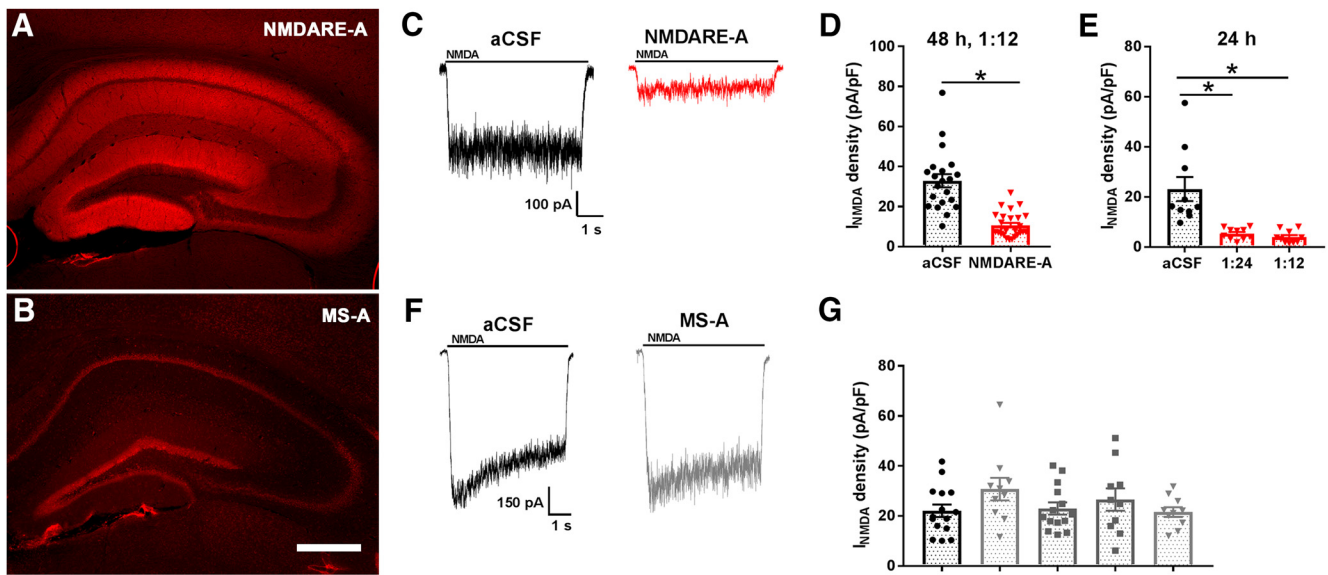 A
NMDARE-A
B
MS-A
C
aCSF
NMDA
NMDARE-A
NMDA
100 pA
1 s
D
48 h, 1:12
*
I_NMDA density (pA/pF)
100
80
60
40
20
0
aCSF NMDARE-A
E
24 h
*
*
I_NMDA density (pA/pF)
80
60
40
20
0
aCSF 1:24 1:12
F
aCSF
NMDA
MS-A
NMDA
150 pA
1 s
G
I_NMDA density (pA/pF)
80
60
40
20
0